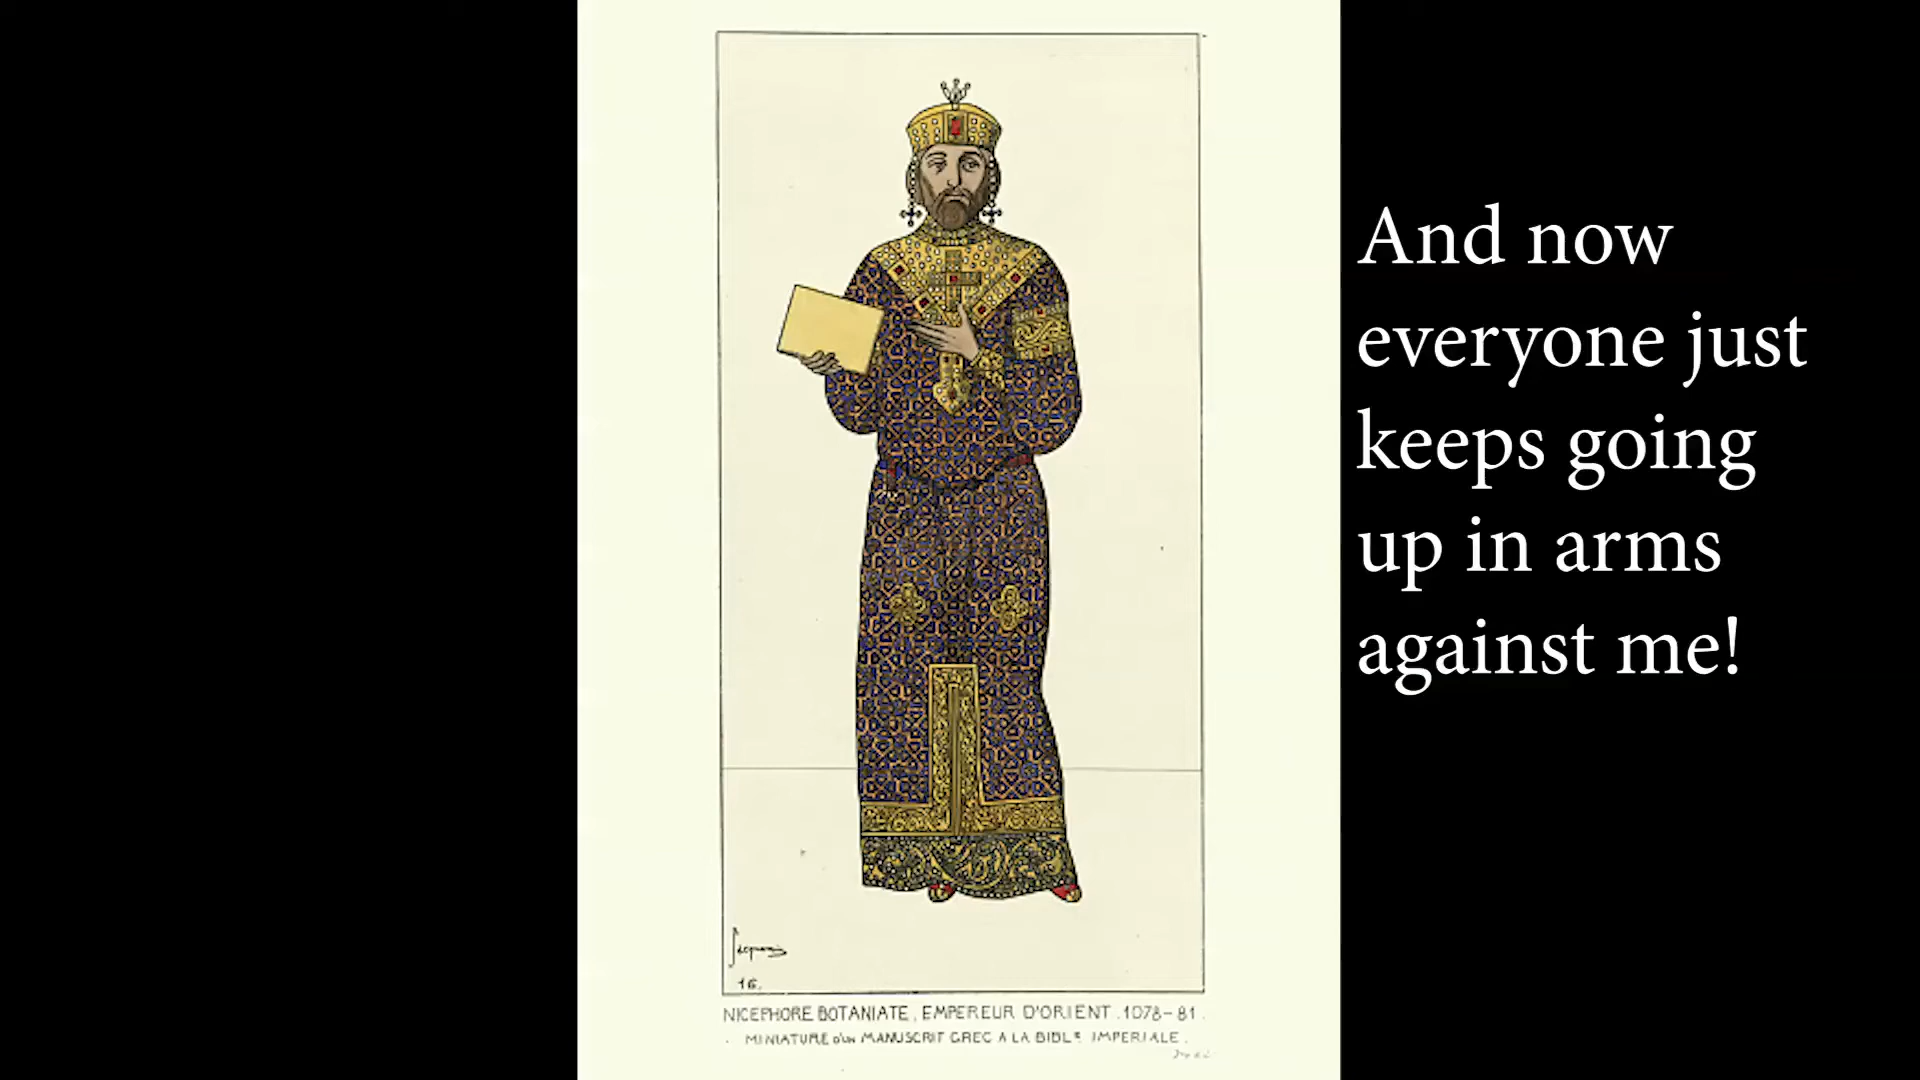 And now
everyone just
keeps going
up in arms
against me!
16.
NICEPHORE BOTANIATE, EMPEREUR D'ORIENT. 1078-81.
MINIATURE d'un MANUSCRIT GREC A LA BIBLE IMPERIALE.